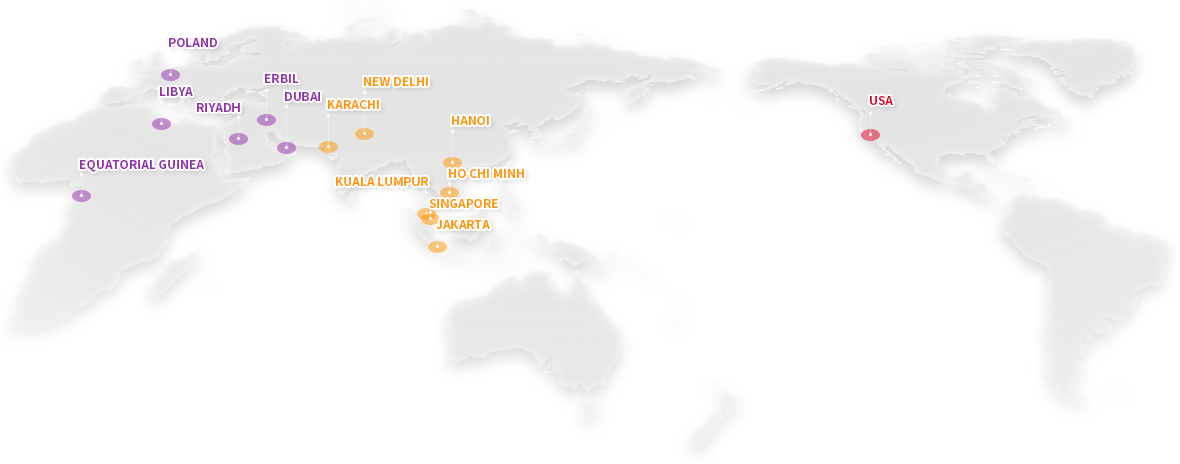 POLAND
ERBIL
NEW DELHI
LIBYA
DUBAI
USA
RIYADH
KARACHI
HANOI
EQUATORIAL GUINEA
HO CHI MINH
KUALA LUMPUR
SINGAPORE
JAKARTA